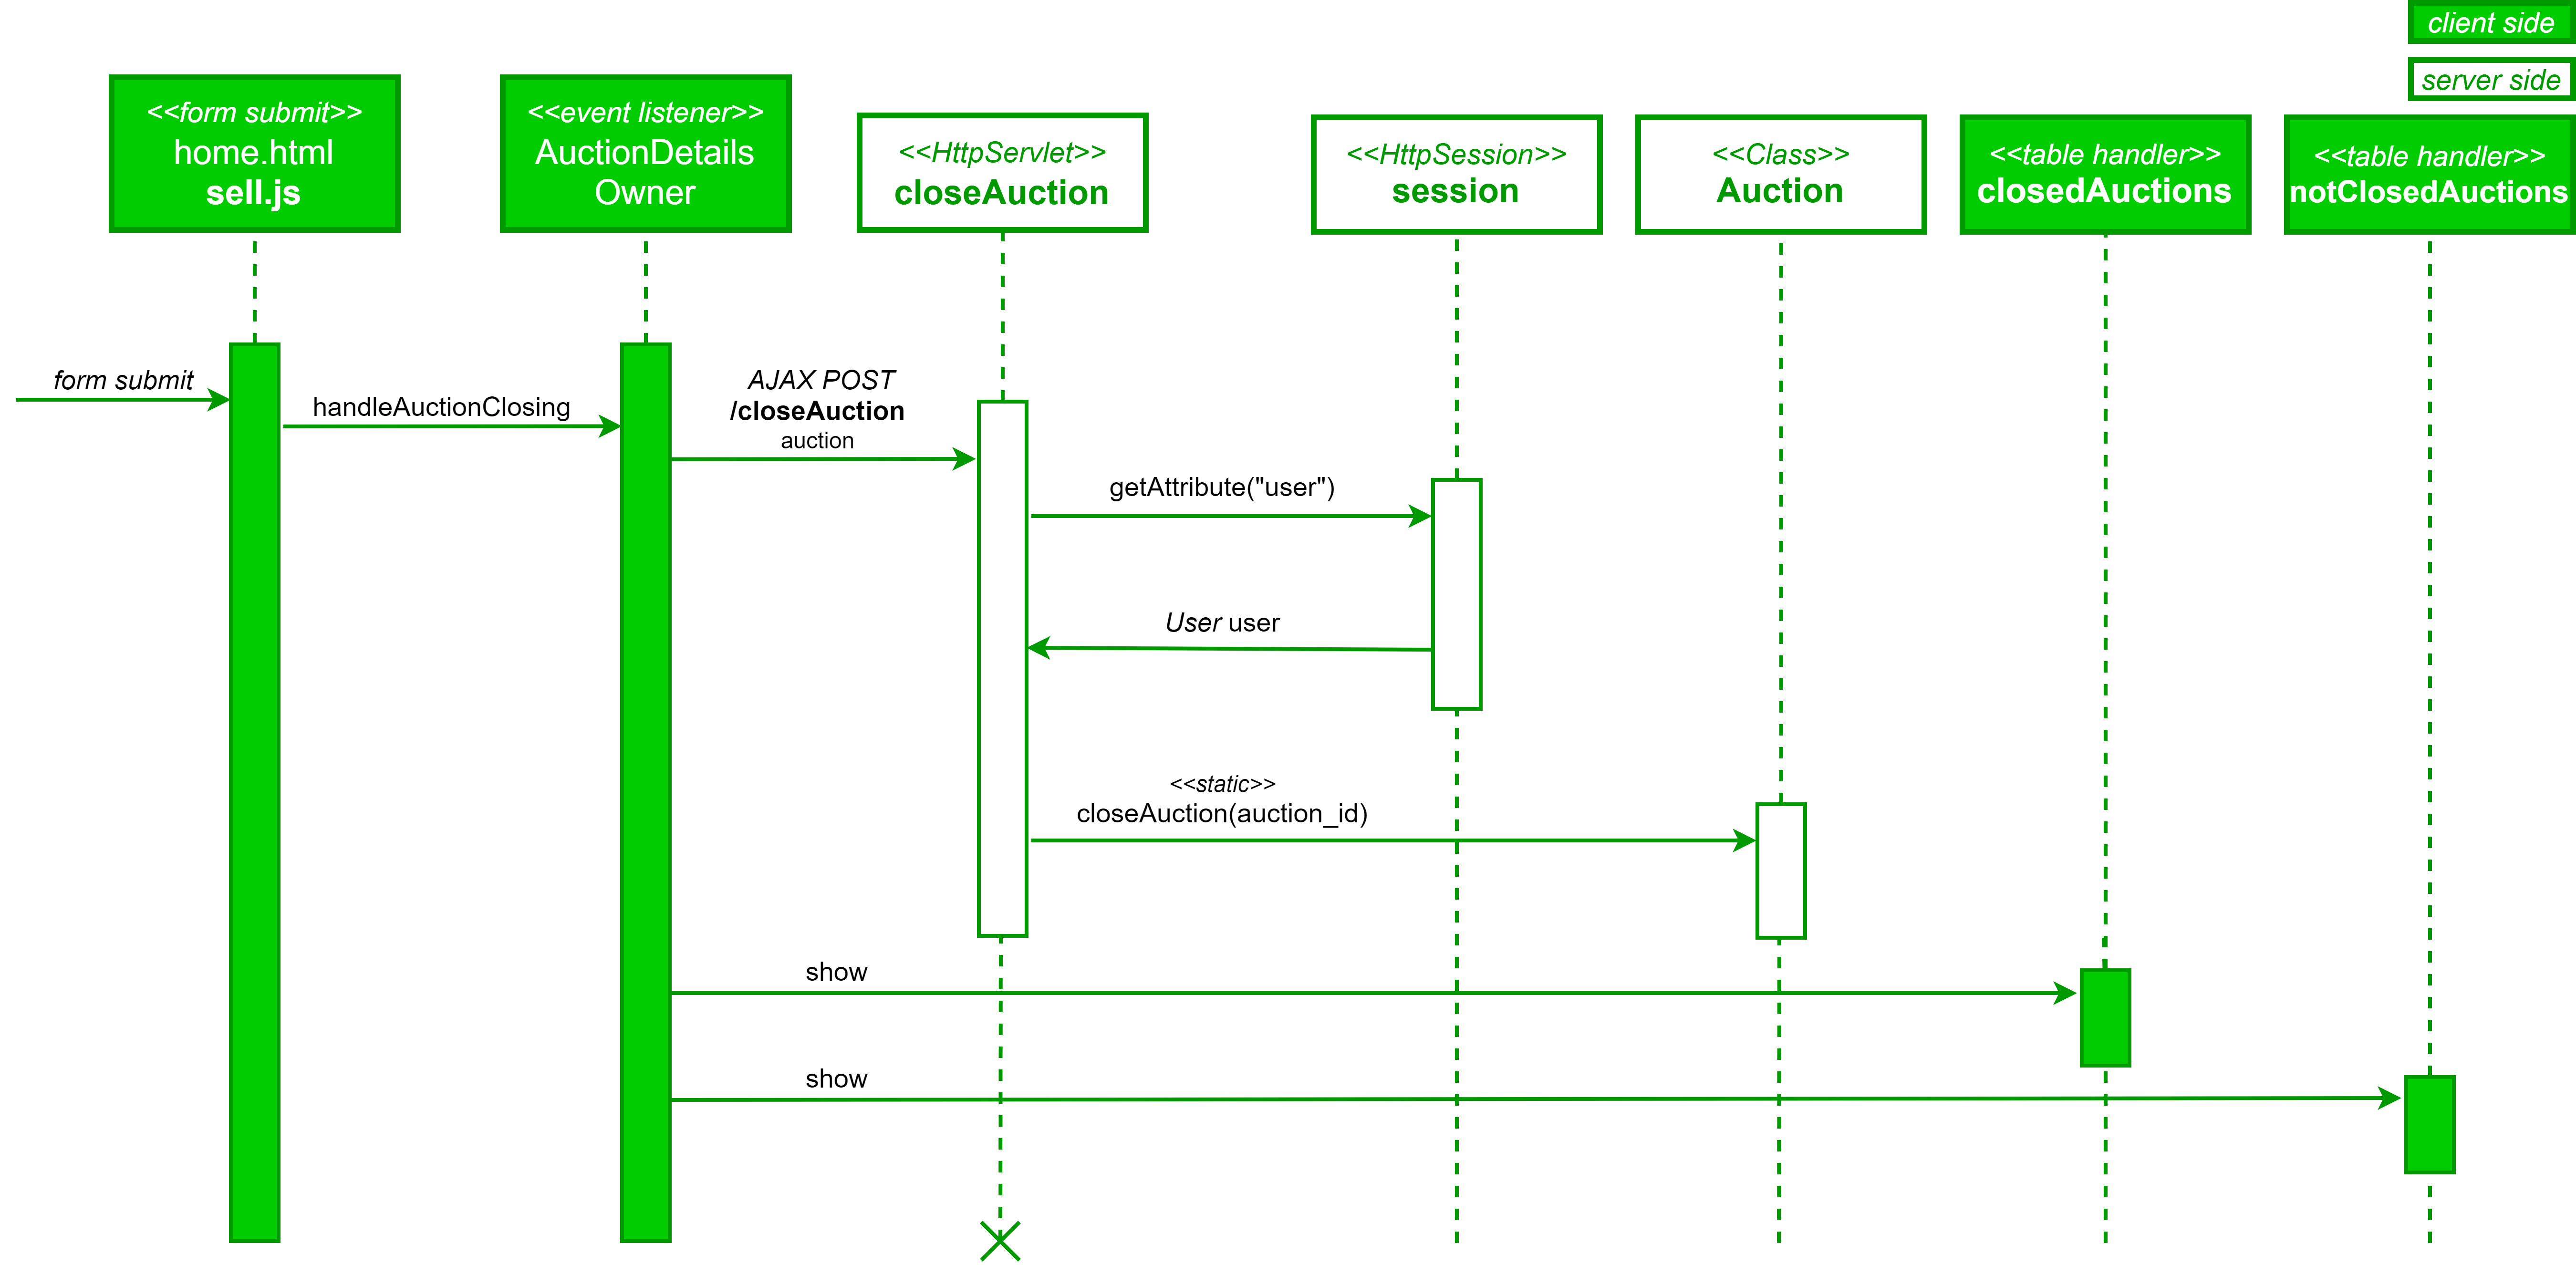 client side
server side
<<form submit>>
home.html
sell.js
<<event listener>>
AuctionDetails
Owner
<<HttpServlet>>
closeAuction
<<HttpSession>>
session
<<Class>>
Auction
<<table handler>>
closedAuctions
<<table handler>>
notClosedAuctions
form submit
handleAuctionClosing
AJAX POST
/closeAuction
auction
getAttribute("user")
User user
<<static>>
closeAuction(auction_id)
show
show